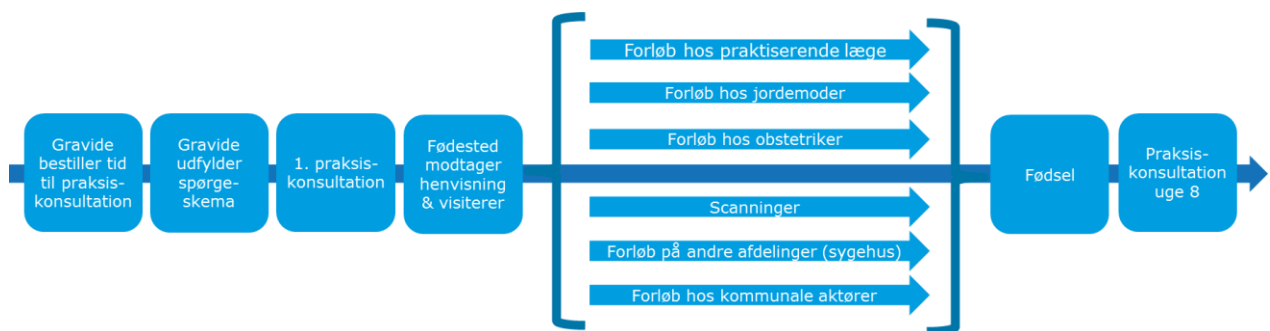 Gravide
bestiller tid
til praksis-
konsultation
Gravide
udfylder
spørge-
skema
1. praksis-
konsultation
Fødested
modtager
henvisning
& visiterer
Forløb hos praktiserende læge
Forløb hos jordemoder
Forløb hos obstetriker
Scanninger
Forløb på andre afdelinger (sygehus)
Forløb hos kommunale aktører
Fødsel
Praksis-
konsultation
uge 8